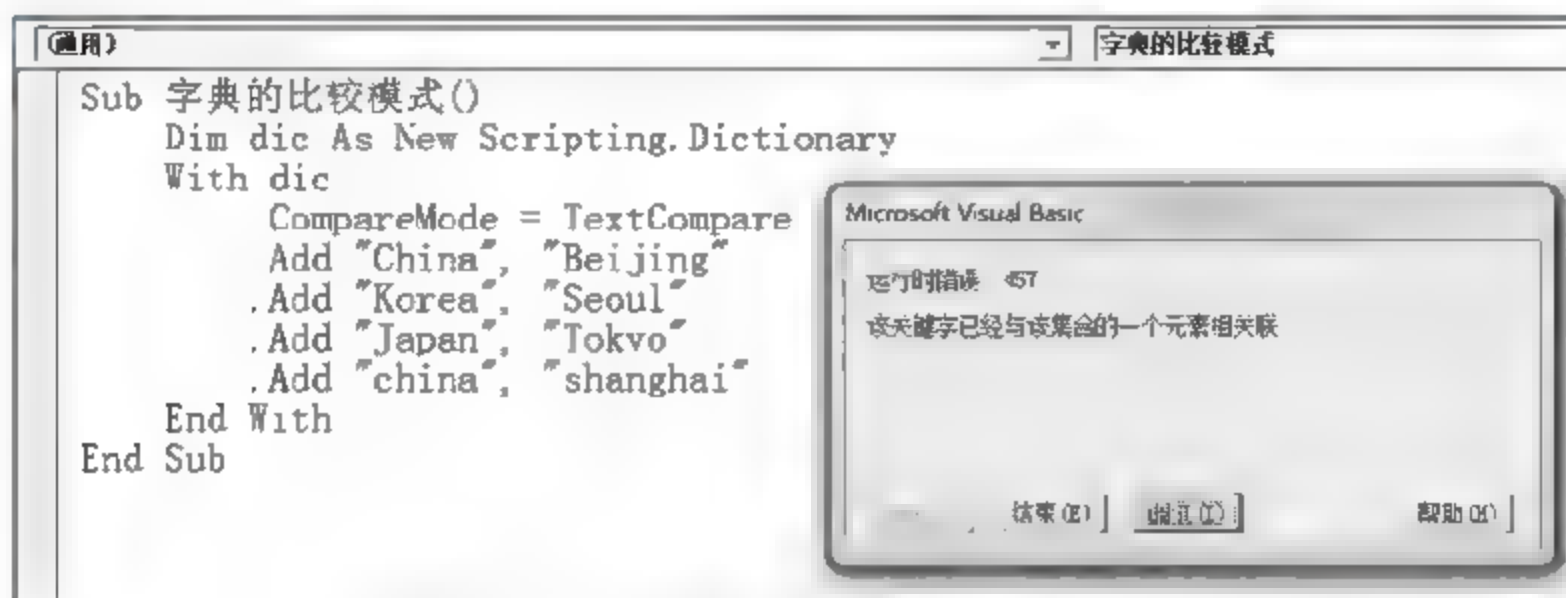 (通用)
字典的比较模式
Sub 字典的比较模式()
Dim dic As New Scripting.Dictionary
With dic
CompareMode = TextCompare
Add "China", "Beijing"
.Add "Korea", "Seoul"
.Add "Japan", "Tokvo"
.Add "china", "shanghai"
End With
End Sub
Microsoft Visual Basic
运行时错误 457
该关键字已经与该集合的一个元素相关联
结束(E)
调试
帮助(H)